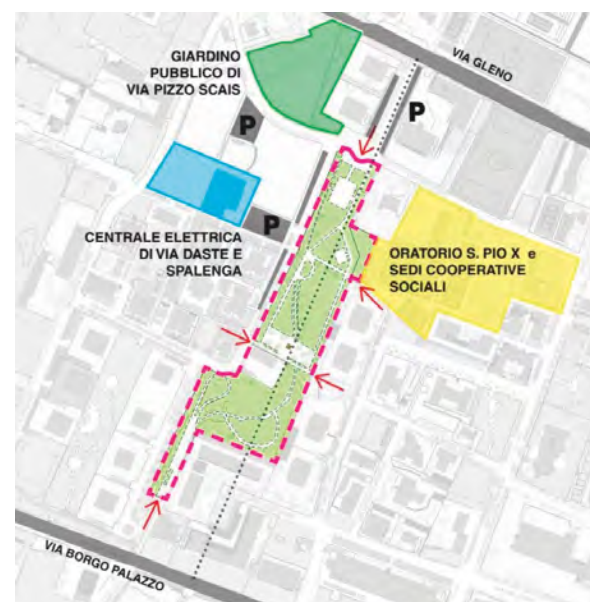 GIARDINO
PUBBLICO DI
VIA PIZZO SCAIS
VIA GLENO
P
P
P
CENTRALE ELETTRICA
DI VIA DASTE E
SPALENGA
ORATORIO S. PIO X e
SEDI COOPERATIVE
SOCIALI
VIA BORGO PALAZZO